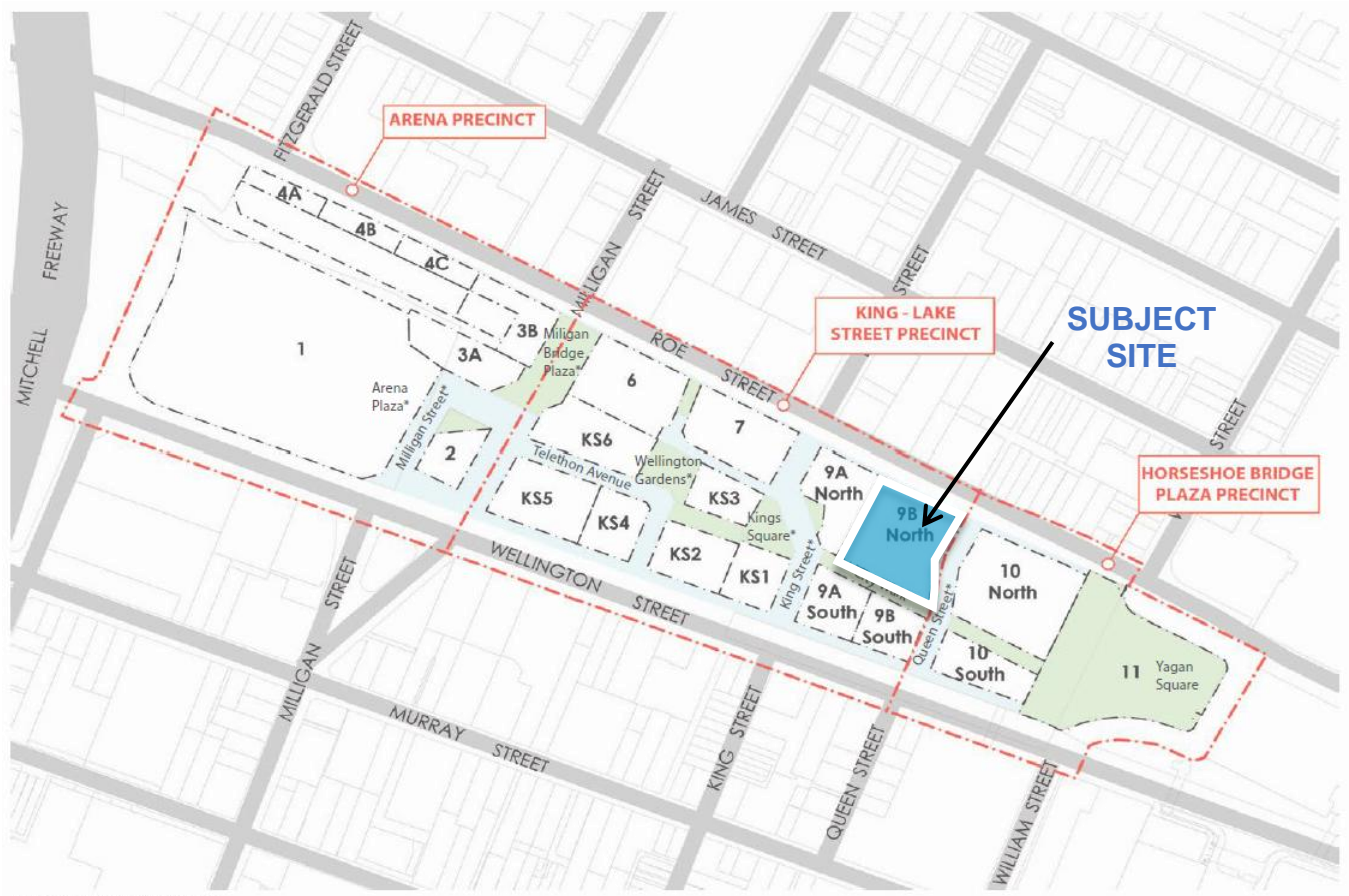 FITZGERALD STREET
ARENA PRECINCT
MITCHELL FREEWAY
4A
4B
4C
MILLIGAN STREET
JAMES STREET
STREET
1
3A
3B
Miligan
Bridge
Plaza*
ROE STREET
KING - LAKE
STREET PRECINCT
SUBJECT
SITE
Arena
Plaza*
Milligan Street*
2
6
7
KS6
Telethon Avenue
Wellington
Gardens*
KS5
KS4
KS3
Kings
Square*
KS2
KS1
King Street*
9A
North
9B
North
9A
South
9B
South
Queen Street*
10
North
10
South
11
Yagan
Square
STREET
HORSESHOE BRIDGE
PLAZA PRECINCT
WELLINGTON STREET
MILLIGAN STREET
MURRAY STREET
KING STREET
QUEEN STREET
WILLIAM STREET